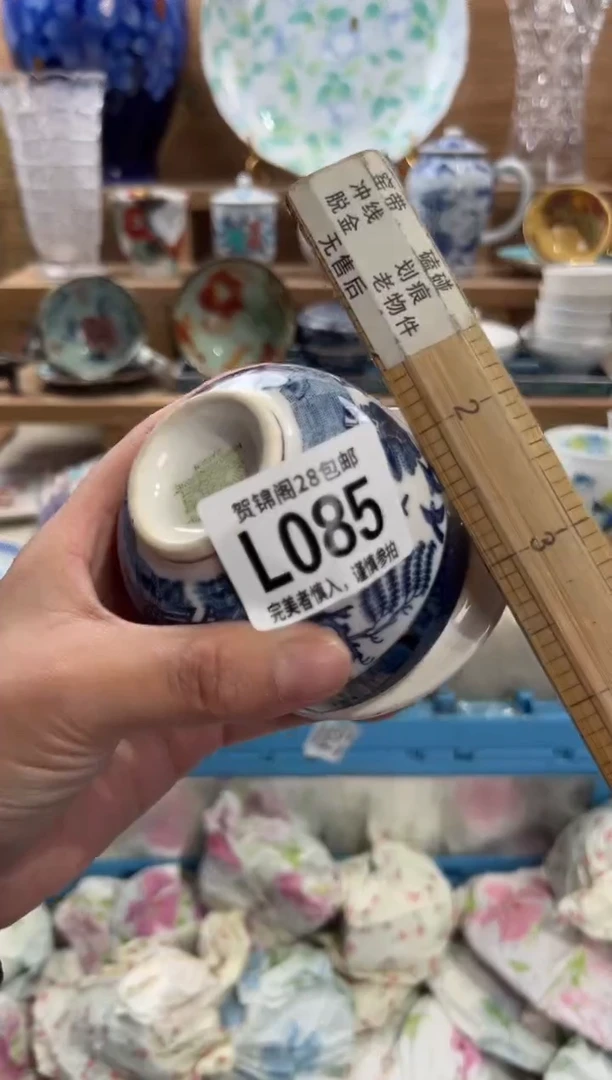 窑带 磕碰
冲线 划痕
脱金 老物件
无售后
2
3
贺锦阁28包邮
L085
完美者慎入，谨慎参拍